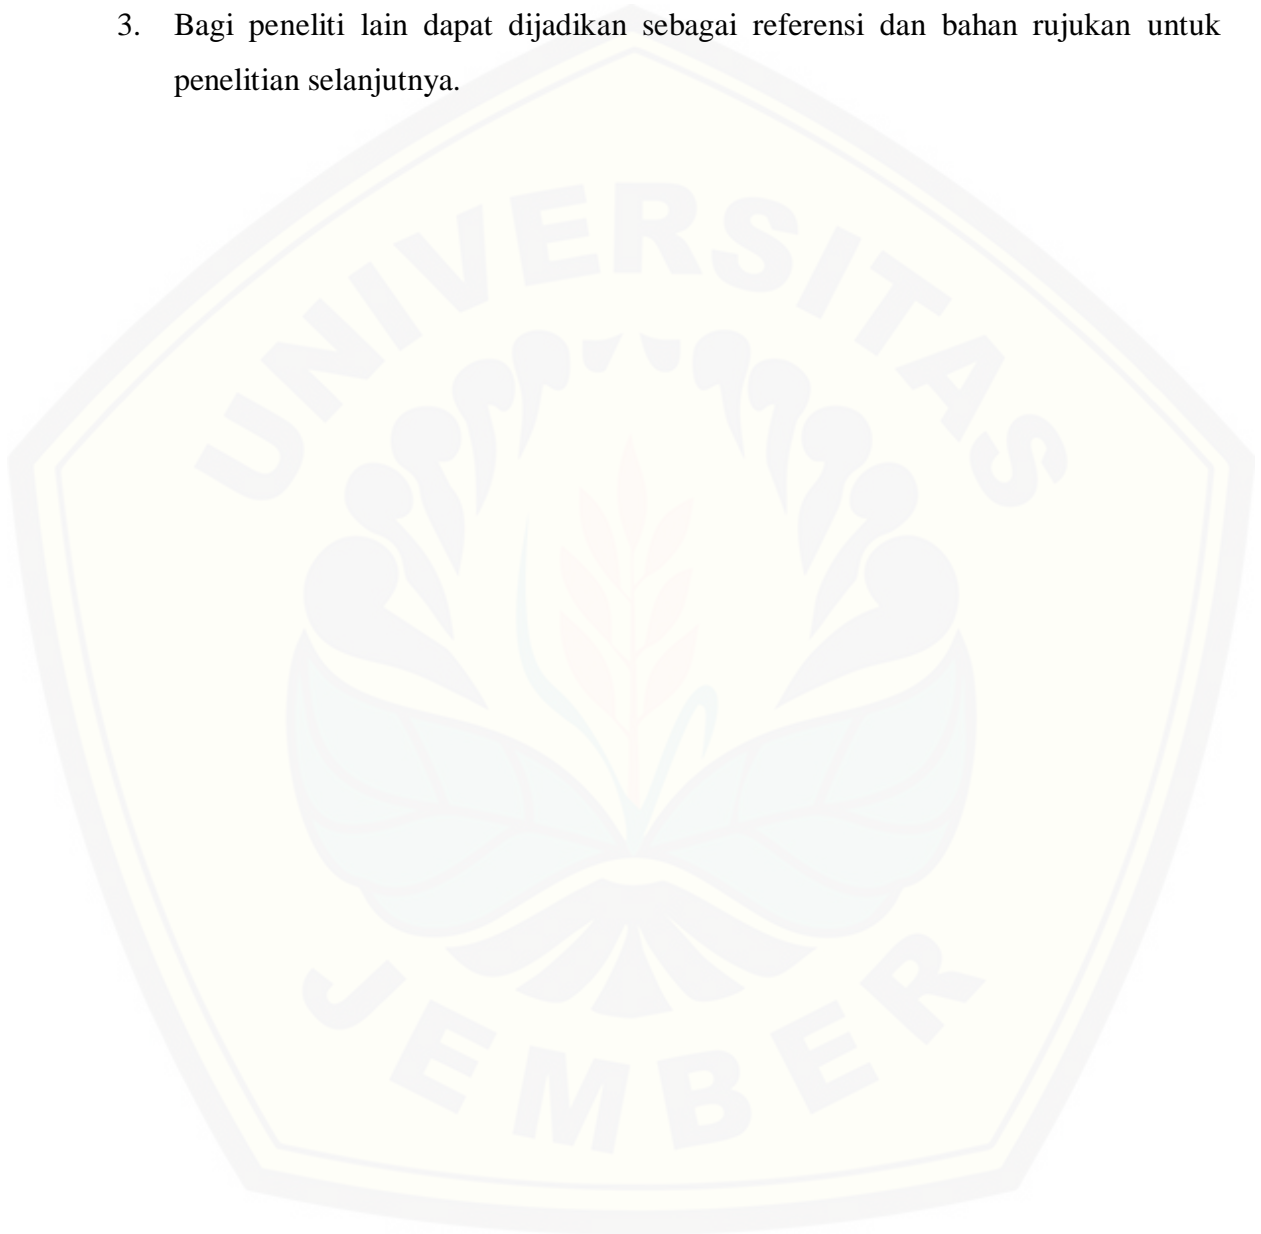 3. Bagi peneliti lain dapat dijadikan sebagai referensi dan bahan rujukan untuk
penelitian selanjutnya.
UNIVERSITAS
JEMBER